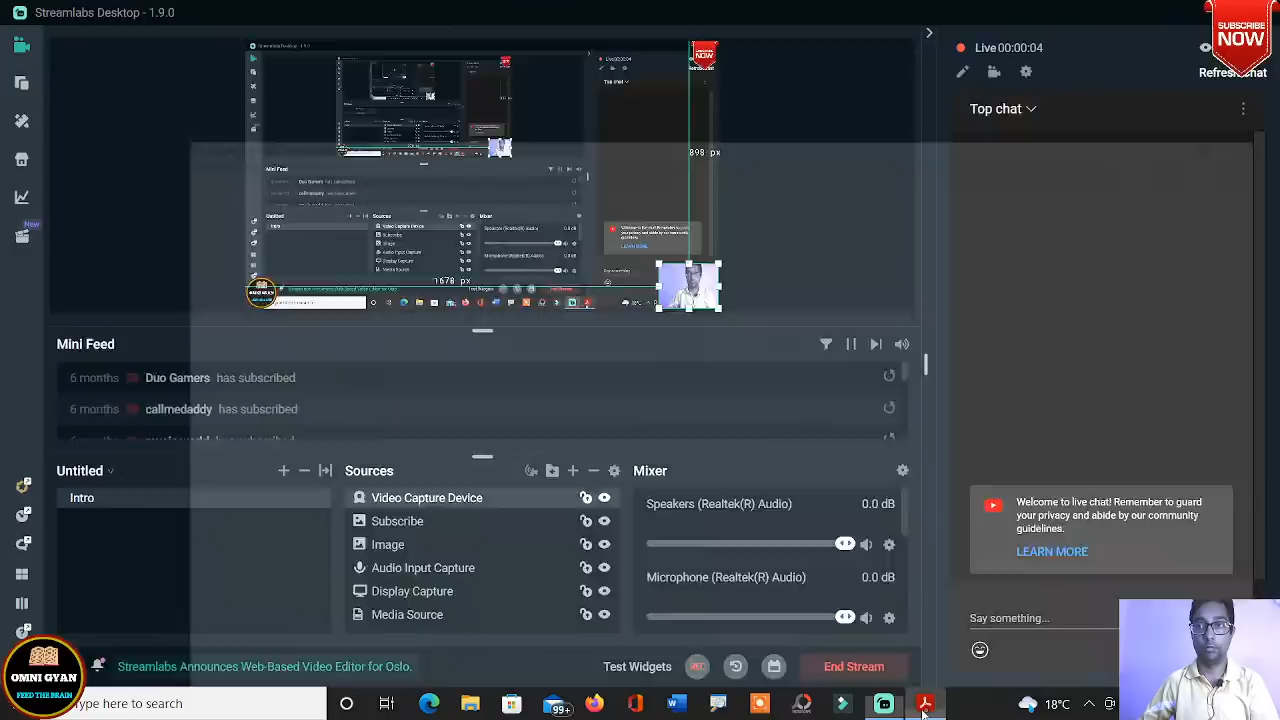 Streamlabs Desktop - 1.9.0
SUBSCRIBE
NOW
Live 00:00:04
Refresh Chat
Top chat
New
898 px
1678 px
Mini Feed
6 months Duo Gamers has subscribed
6 months callmedaddy has subscribed
Untitled
Sources
Mixer
Intro
Video Capture Device
Subscribe
Image
Audio Input Capture
Display Capture
Media Source
Speakers (Realtek(R) Audio) 0.0 dB
Microphone (Realtek(R) Audio) 0.0 dB
Welcome to live chat! Remember to guard
your privacy and abide by our community
guidelines.
LEARN MORE
Say something...
OMNI GYAN
FEED THE BRAIN
Streamlabs Announces Web-Based Video Editor for Oslo.
Test Widgets
End Stream
ype here to search
99+
18°C